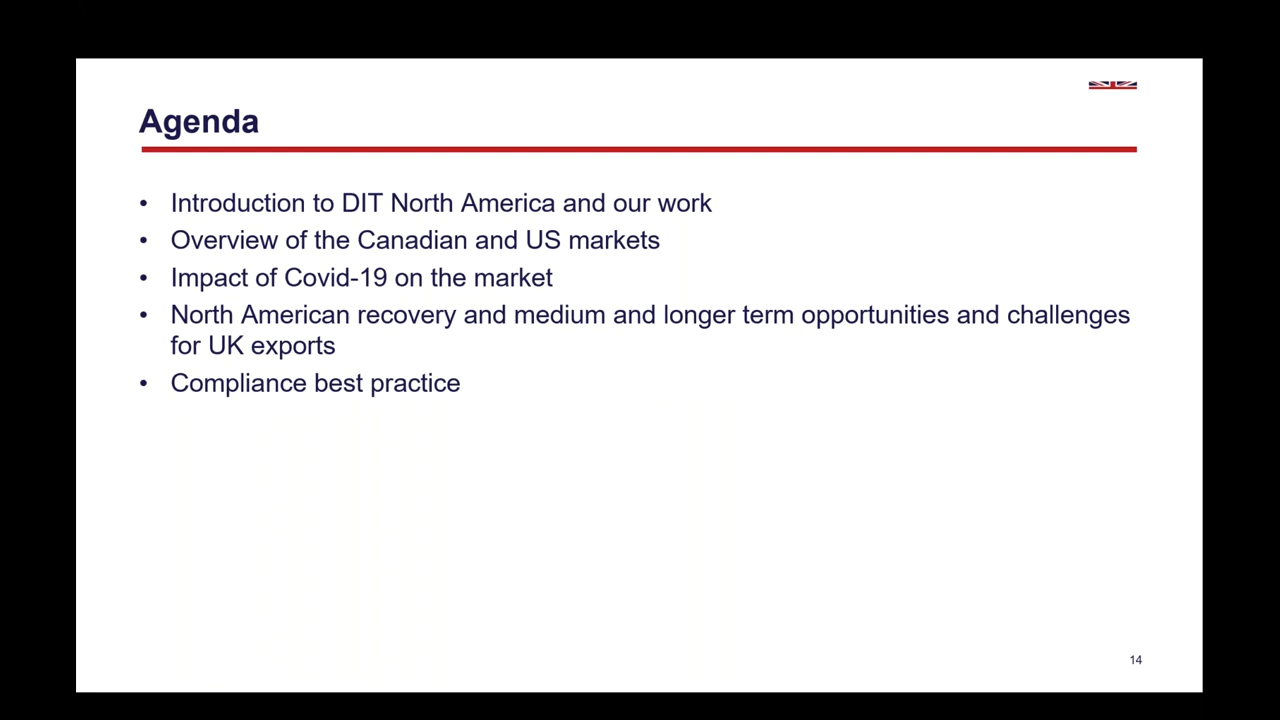 Agenda
• Introduction to DIT North America and our work
• Overview of the Canadian and US markets
• Impact of Covid-19 on the market
• North American recovery and medium and longer term opportunities and challenges
for UK exports
• Compliance best practice
14